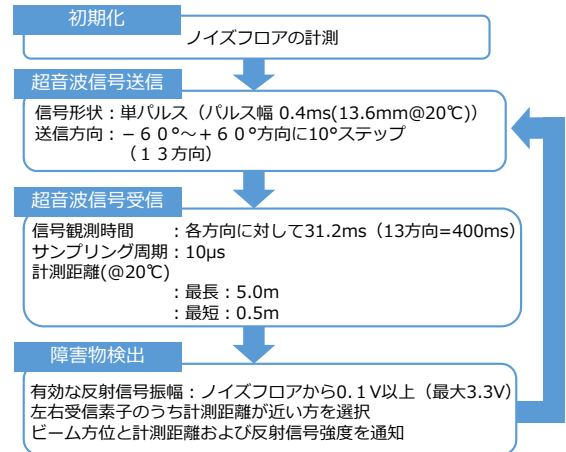 初期化
ノイズフロアの計測
超音波信号送信
信号形状：単パルス（パルス幅 0.4ms(13.6mm@20℃)）
送信方向：－６０°～＋６０°方向に10°ステップ
（１３方向）
超音波信号受信
信号観測時間　　：各方向に対して31.2ms（13方向=400ms）
サンプリング周期：10μs
計測距離(@20℃)
：最長：5.0m
：最短：0.5m
障害物検出
有効な反射信号振幅：ノイズフロアから0.１V以上（最大3.3V）
左右受信素子のうち計測距離が近い方を選択
ビーム方位と計測距離および反射信号強度を通知